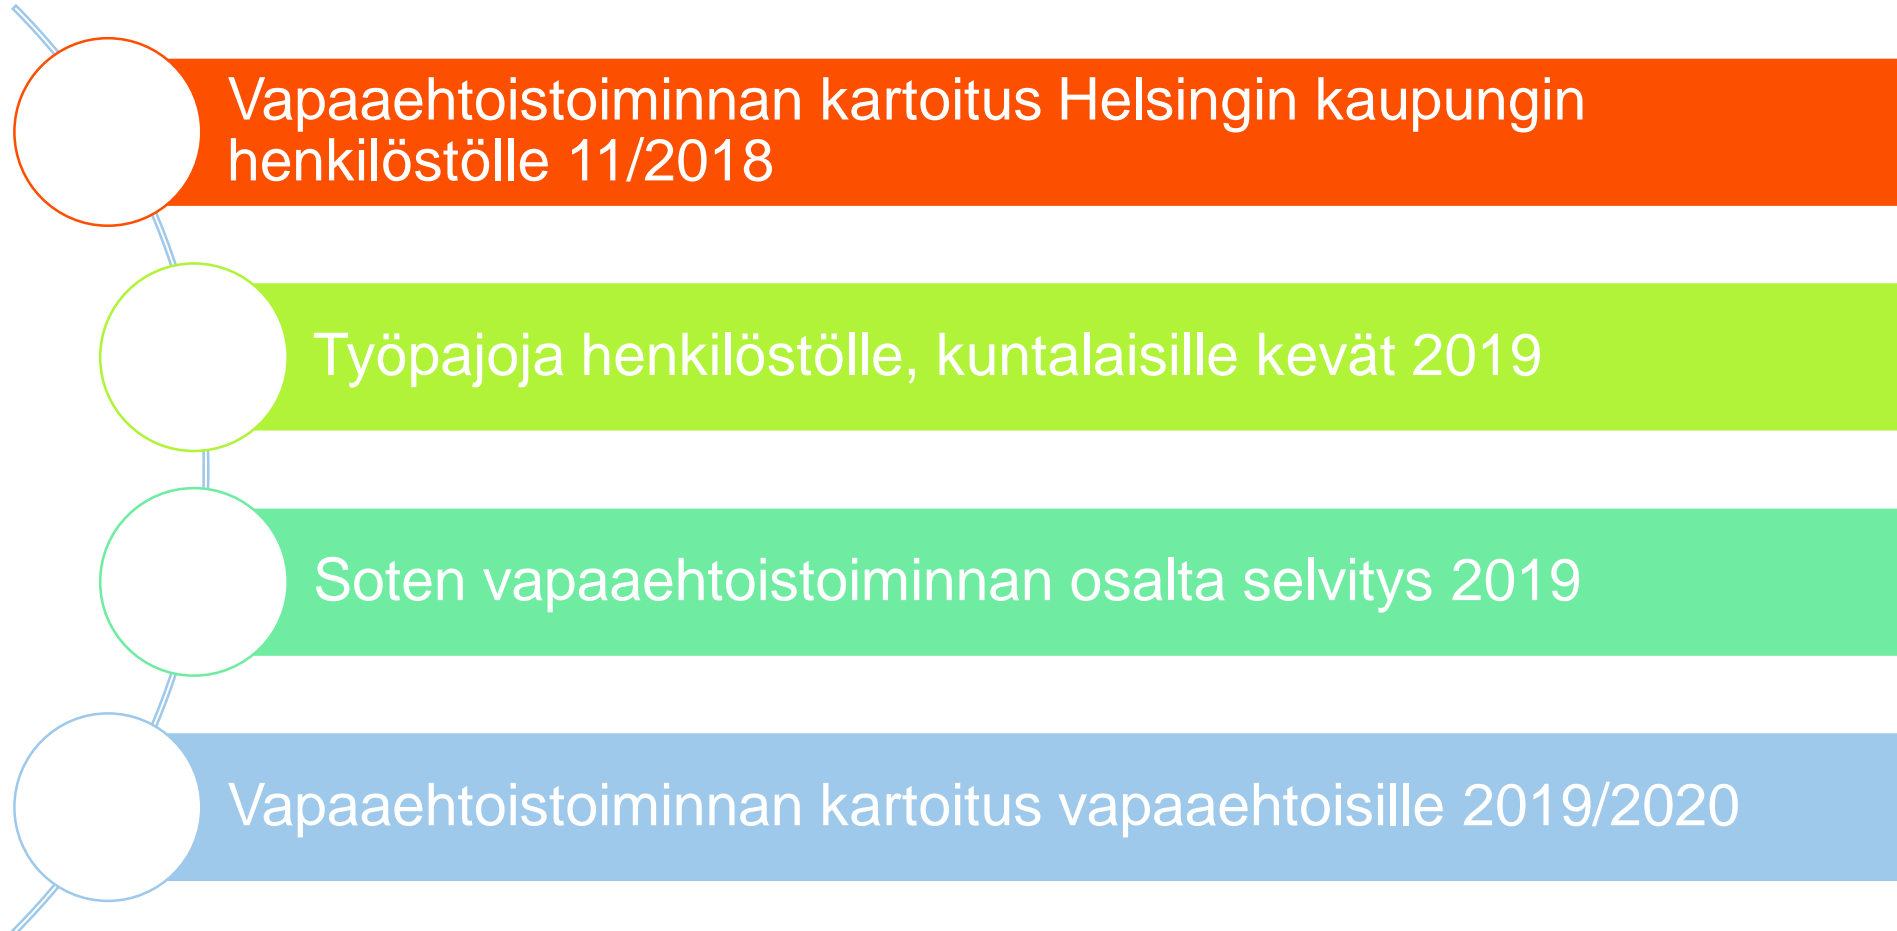 Vapaaehtoistoiminnan kartoitus Helsingin kaupungin
henkilöstölle 11/2018
Työpajoja henkilöstölle, kuntalaisille kevät 2019
Soten vapaaehtoistoiminnan osalta selvitys 2019
Vapaaehtoistoiminnan kartoitus vapaaehtoisille 2019/2020